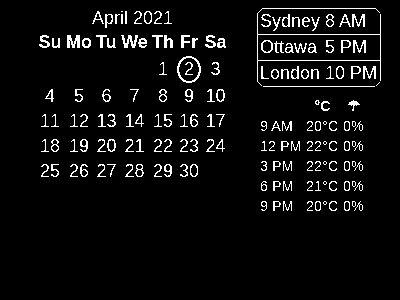 April 2021
Su Mo Tu We Th Fr Sa
1 2 3
4 5 6 7 8 9 10
11 12 13 14 15 16 17
18 19 20 21 22 23 24
25 26 27 28 29 30
Sydney 8 AM
Ottawa 5 PM
London 10 PM
°C
9 AM 20°C 0%
12 PM 22°C 0%
3 PM 22°C 0%
6 PM 21°C 0%
9 PM 20°C 0%